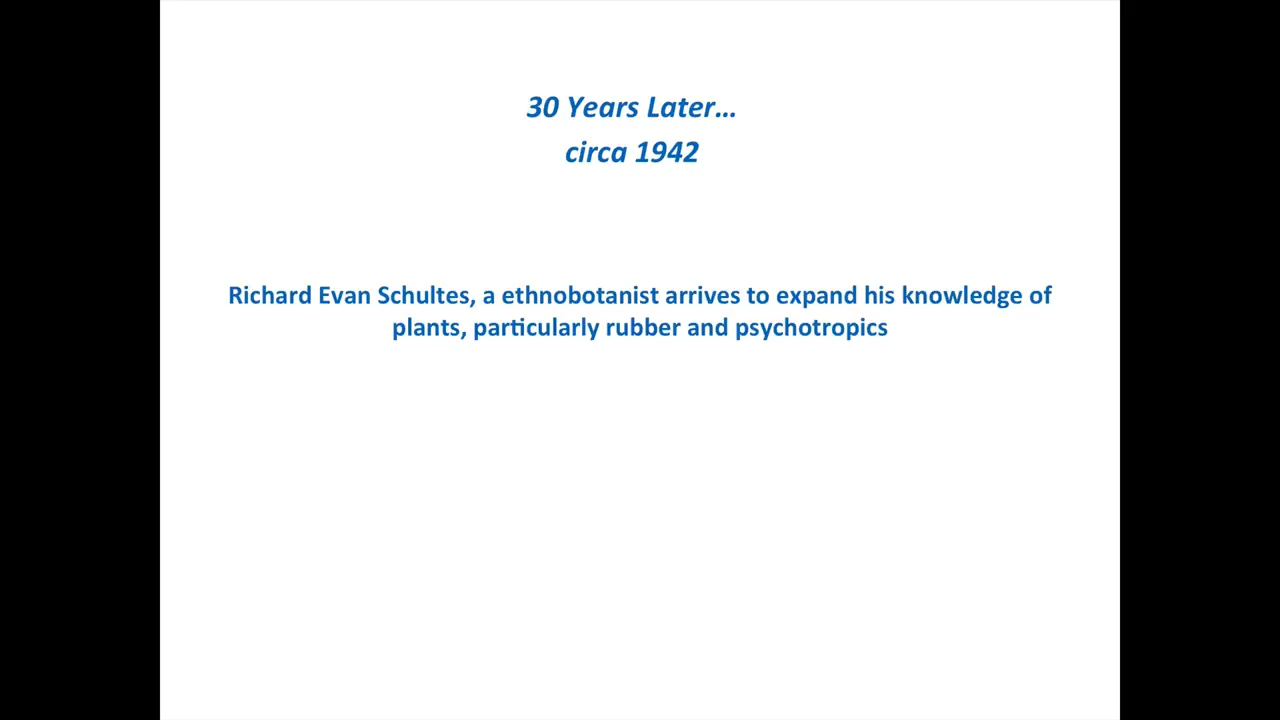 30 Years Later…
circa 1942
Richard Evan Schultes, a ethnobotanist arrives to expand his knowledge of
plants, particularly rubber and psychotropics